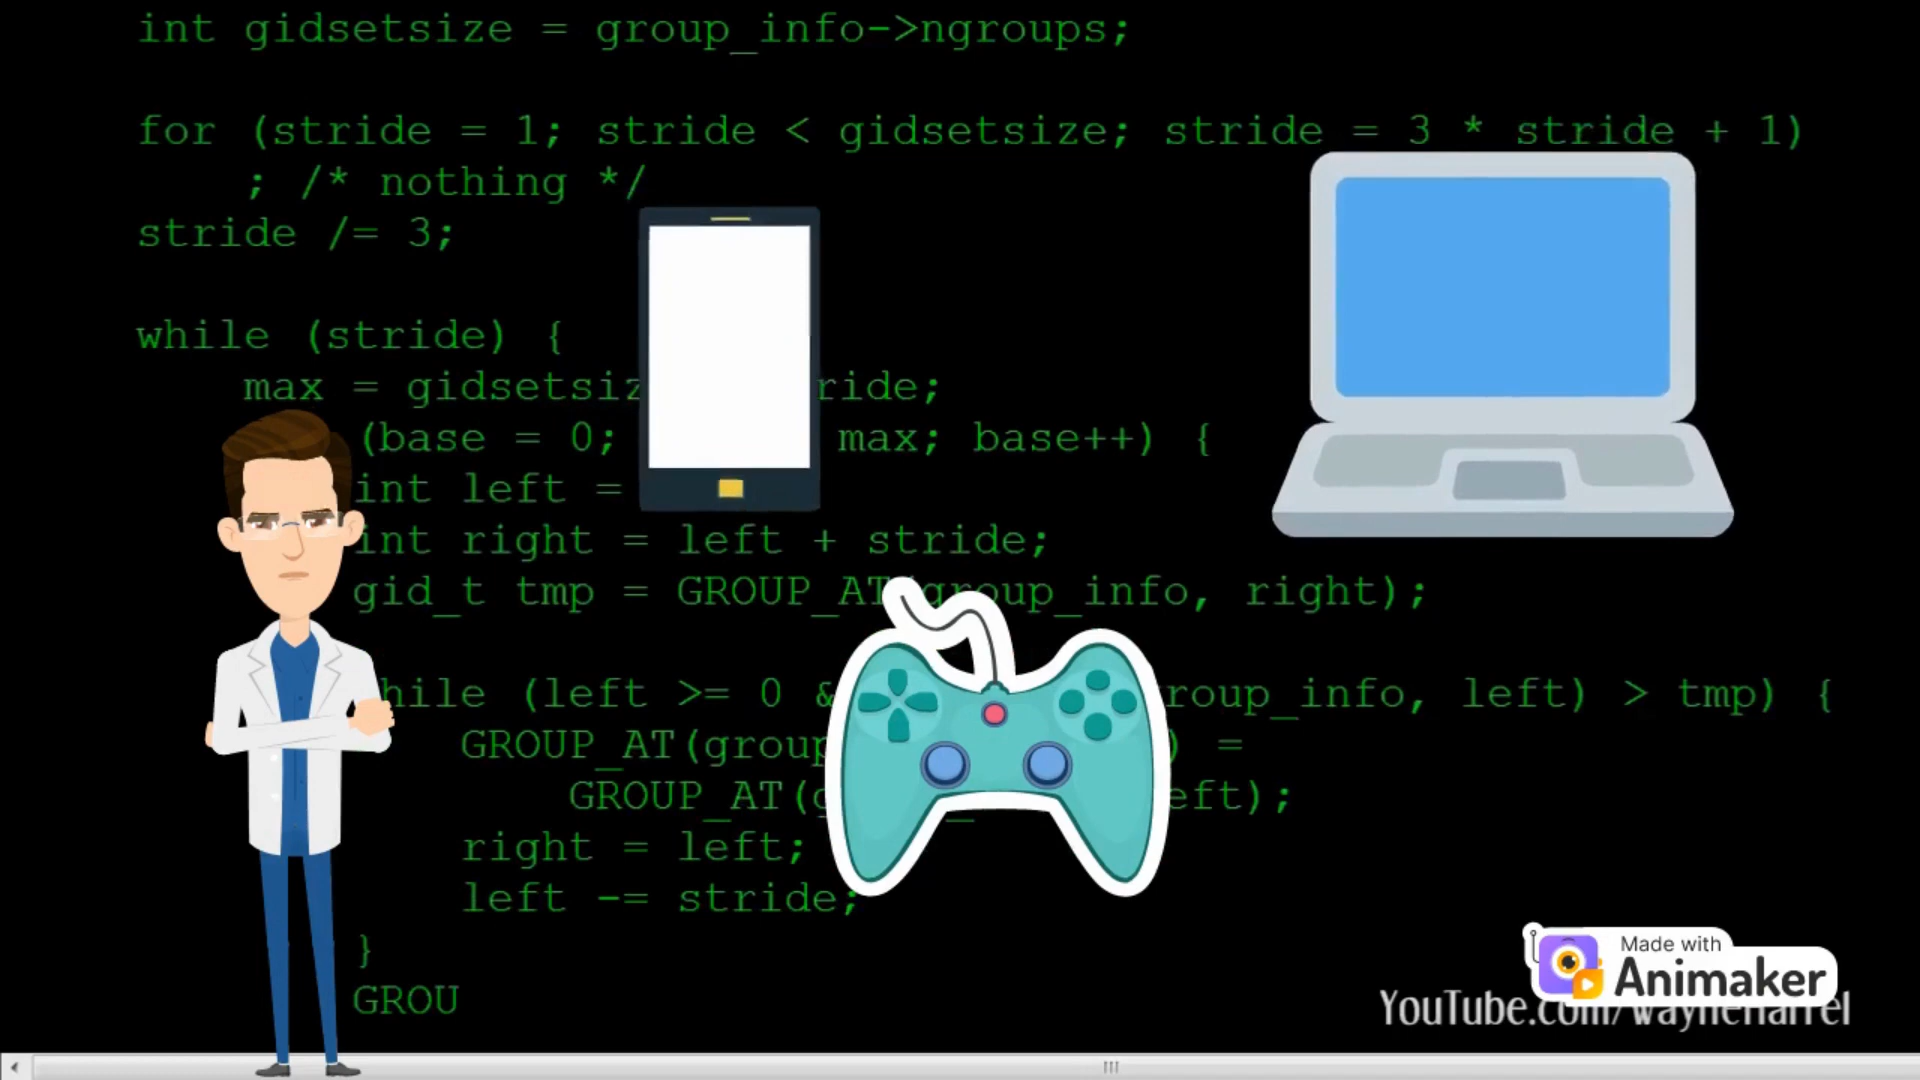 int gidsetsize = group_info->ngroups;
for (stride = 1; stride < gidsetsize; stride = 3 * stride + 1)
; /* nothing */
stride /= 3;
while (stride) {
max = gidsetsiz ride;
(base = 0; max; base++) {
int left =
int right = left + stride;
gid_t tmp = GROUP_AT(group_info, right);
hile (left >= 0 & roup_info, left) > tmp) {
GROUP_AT(group ) =
GROUP_AT(g eft);
right = left;
left -= stride;
}
GROU
Made with
Animaker
YouTube.com/wayneHarrel